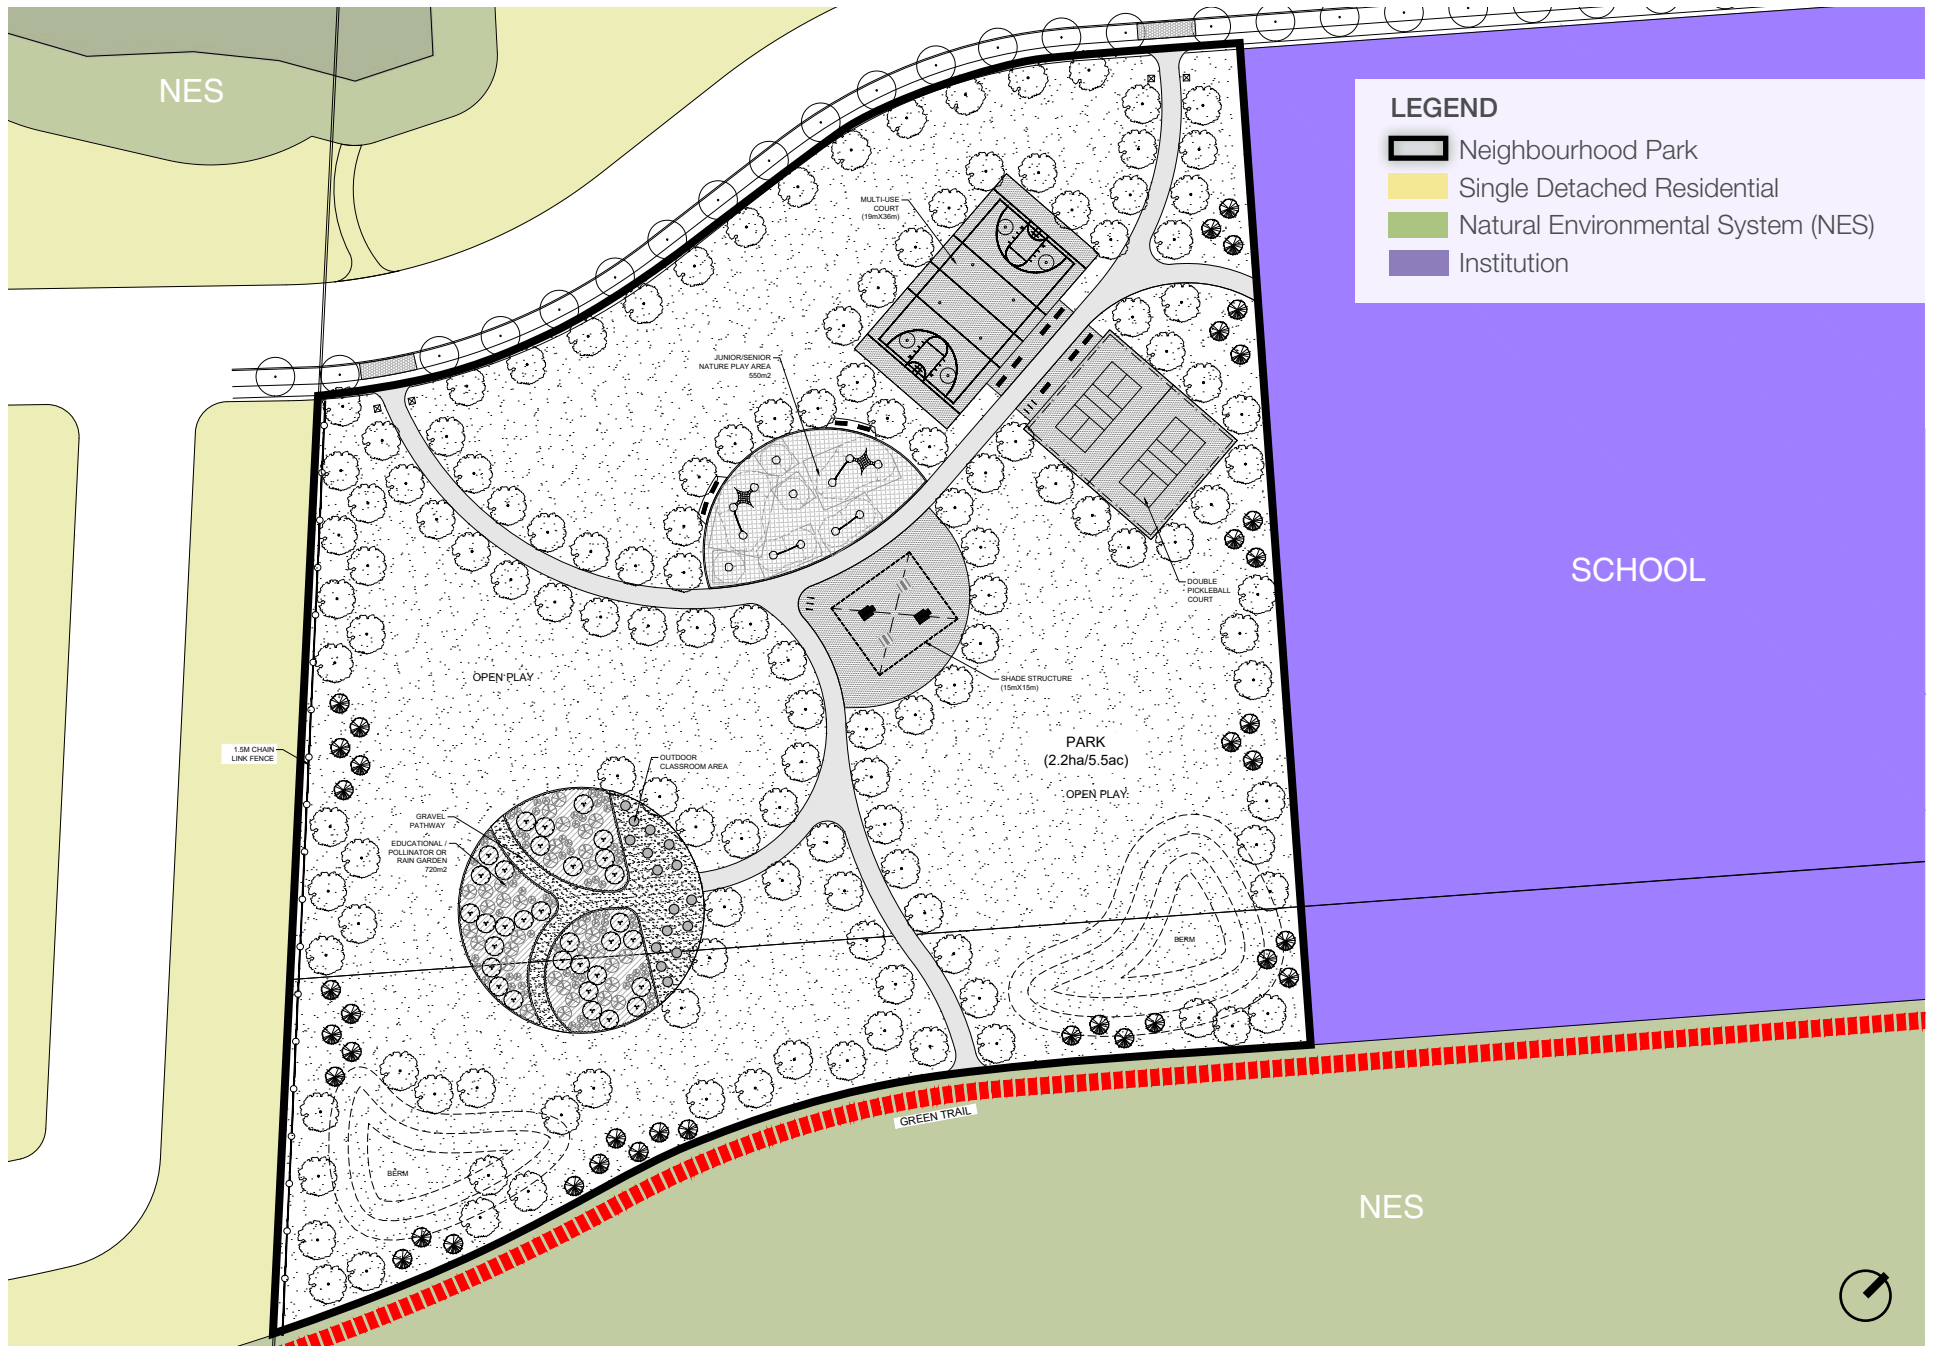 NES
LEGEND
Neighbourhood Park
Single Detached Residential
Natural Environmental System (NES)
Institution
MULTI-USE
COURT
(19mX36m)
JUNIOR/SENIOR
NATURE PLAY AREA
550m2
SCHOOL
DOUBLE
PICKLEBALL
COURT
OPEN PLAY
SHADE STRUCTURE
(15mX15m)
1.5M CHAIN
LINK FENCE
OUTDOOR
CLASSROOM AREA
PARK
(2.2ha/5.5ac)
OPEN PLAY
GRAVEL
PATHWAY
EDUCATIONAL /
POLLINATOR OR
RAIN GARDEN
720m2
BERM
GREEN TRAIL
BERM
NES